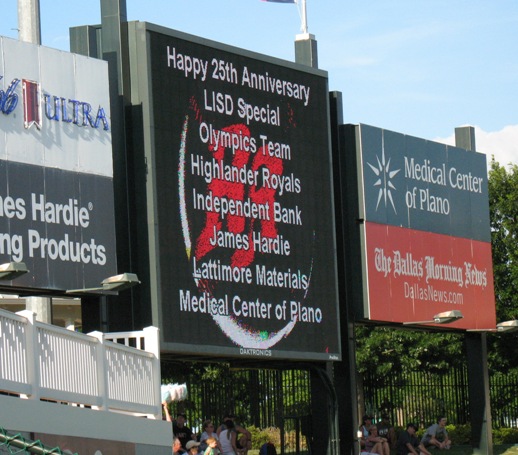 ULTRA
James Hardie®
Products
Happy 25th Anniversary
LISD Special
Olympics Team
Highlander Royals
Independent Bank
James Hardie
Lattimore Materials
Medical Center of Plano
DAKTRONICS
Medical Center
of Plano
The Dallas Morning News
DallasNews.com